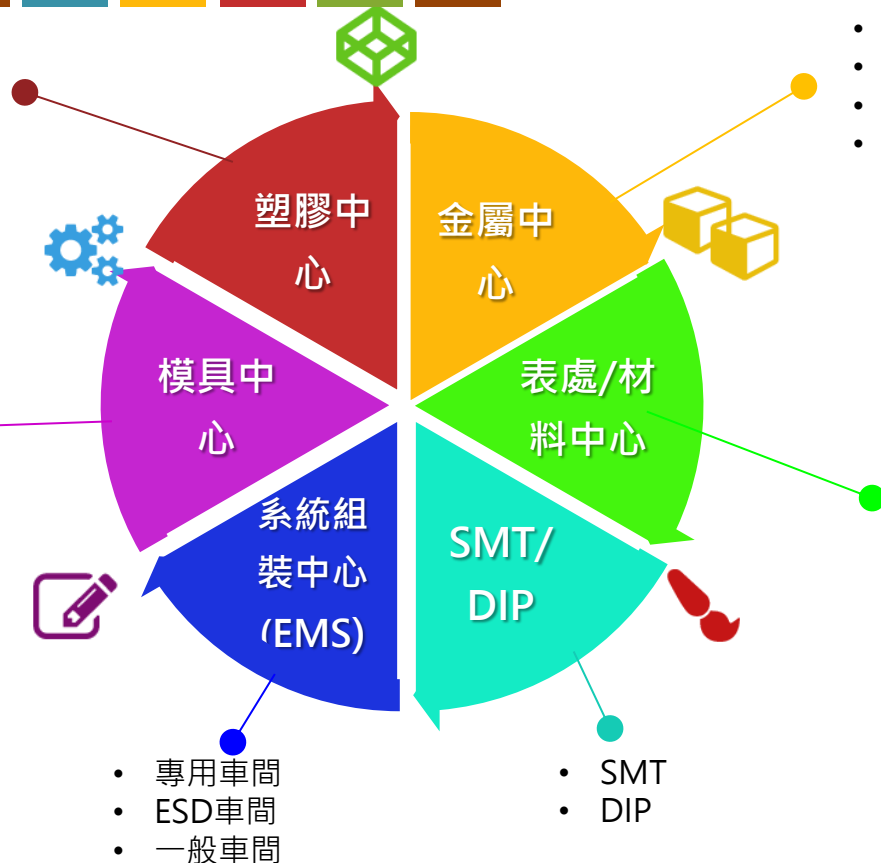 塑膠中
心
金屬中
心
模具中
心
表處/材
料中心
系統組
裝中心
(EMS)
SMT/
DIP
• 專用車間
• ESD車間
• 一般車間
• SMT
• DIP